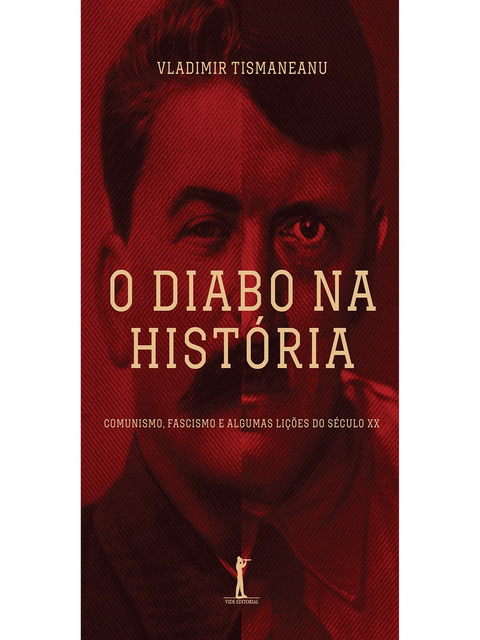 VLADIMIR TISMANEANU
O DIABO NA
HISTÓRIA
COMUNISMO, FASCISMO E ALGUMAS LIÇÕES DO SÉCULO XX
VIDE EDITORIAL